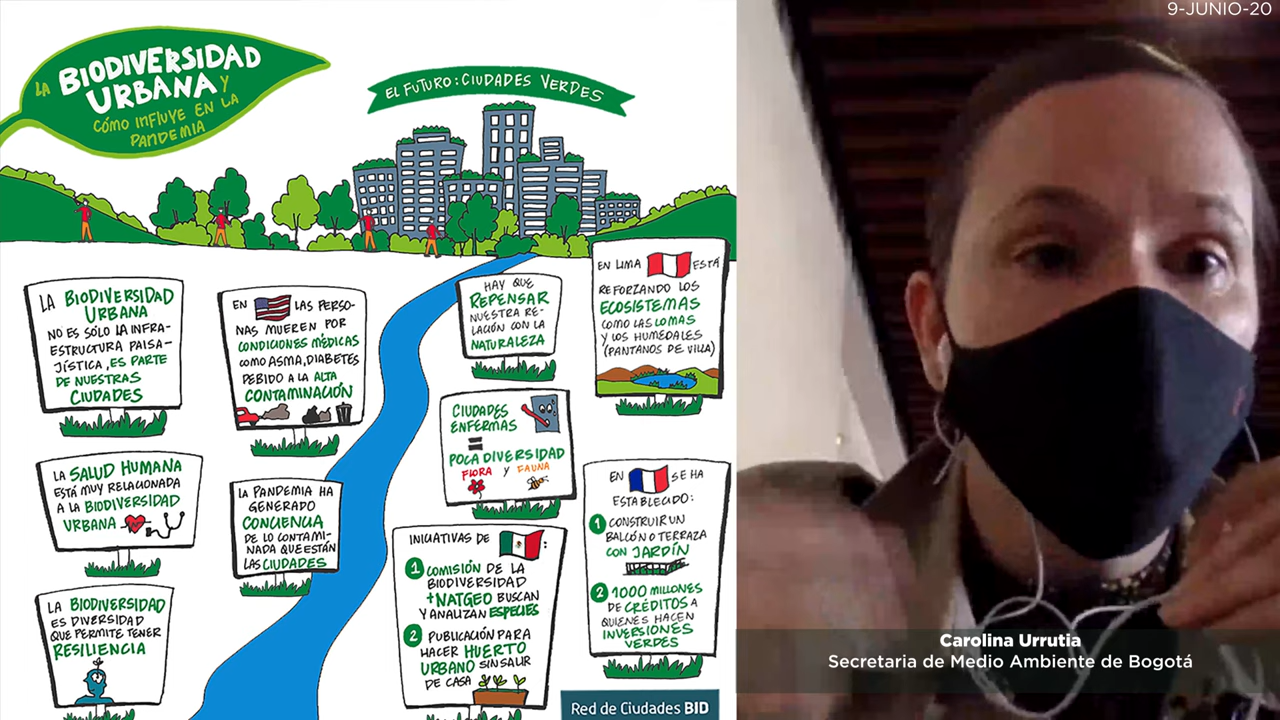 9-JUNIO-20
LA BIODIVERSIDAD
URBANA Y
CÓMO INFLUYE EN LA
PANDEMIA
EL FUTURO: CIUDADES VERDES
LA BIODIVERSIDAD
URBANA
NO ES SÓLO LA INFRA-
ESTRUCTURA PAISA-
JÍSTICA, ES PARTE
DE NUESTRAS
CIUDADES
LA SALUD HUMANA
ESTÁ MUY RELACIONADA
A LA BIODIVERSIDAD
URBANA
LA BIODIVERSIDAD
ES DIVERSIDAD
QUE PERMITE TENER
RESILIENCIA
EN LAS PERSO-
NAS MUEREN POR
CONDICIONES MÉDICAS
COMO ASMA, DIABETES
DEBIDO A LA ALTA
CONTAMINACIÓN
LA PANDEMIA HA
GENERADO
CONCIENCIA
DE LO CONTAMI-
NADA QUE ESTÁN
LAS CIUDADES
HAY QUE
REPENSAR
NUESTRA RE-
LACIÓN CON LA
NATURALEZA
CIUDADES
ENFERMAS
=
POCA DIVERSIDAD
FLORA Y FAUNA
INICIATIVAS DE :
1 COMISIÓN DE LA
BIODIVERSIDAD
+NATGEO BUSCAN
Y ANALIZAN ESPECIES
2 PUBLICACIÓN PARA
HACER HUERTO
URBANO SIN SALIR
DE CASA
EN LIMA ESTÁ
REFORZANDO LOS
ECOSISTEMAS
COMO LAS LOMAS
Y LOS HUMEDALES
(PANTANOS DE VILLA)
EN SE HA
ESTABLECIDO:
1 CONSTRUIR UN
BALCÓN O TERRAZA
CON JARDÍN
2 1000 MILLONES
DE CRÉDITOS A
QUIENES HACEN
INVERSIONES
VERDES
Red de Ciudades BID
Carolina Urrutia
Secretaria de Medio Ambiente de Bogotá